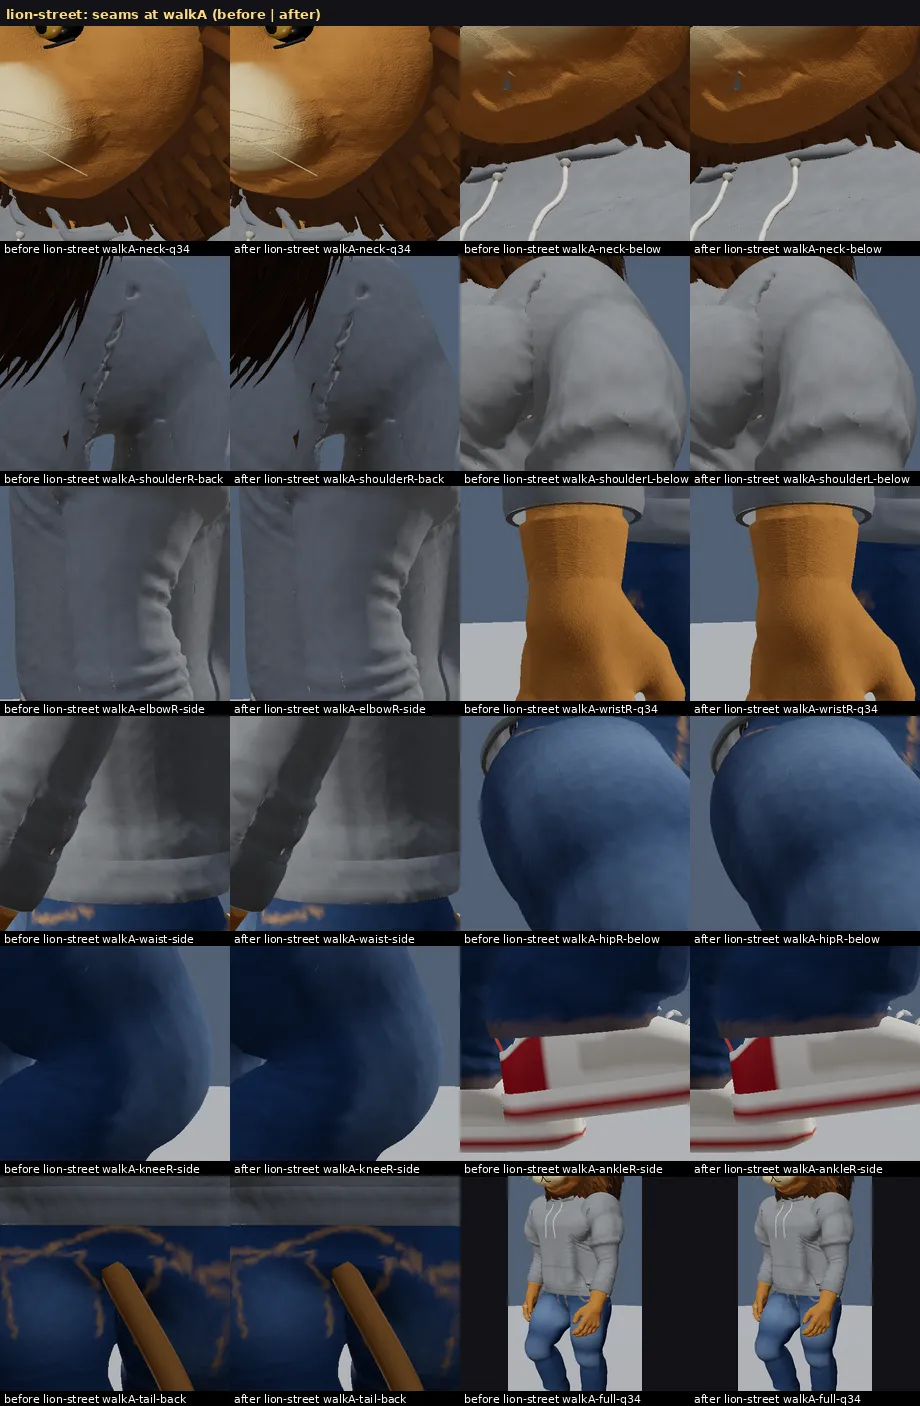 lion-street: seams at walkA (before | after)
before lion-street walkA-neck-q34
after lion-street walkA-neck-q34
before lion-street walkA-neck-below
after lion-street walkA-neck-below
before lion-street walkA-shoulderR-back
after lion-street walkA-shoulderR-back
before lion-street walkA-shoulderL-below
after lion-street walkA-shoulderL-below
before lion-street walkA-elbowR-side
after lion-street walkA-elbowR-side
before lion-street walkA-wristR-q34
after lion-street walkA-wristR-q34
before lion-street walkA-waist-side
after lion-street walkA-waist-side
before lion-street walkA-hipR-below
after lion-street walkA-hipR-below
before lion-street walkA-kneeR-side
after lion-street walkA-kneeR-side
before lion-street walkA-ankleR-side
after lion-street walkA-ankleR-side
before lion-street walkA-tail-back
after lion-street walkA-tail-back
before lion-street walkA-full-q34
after lion-street walkA-full-q34